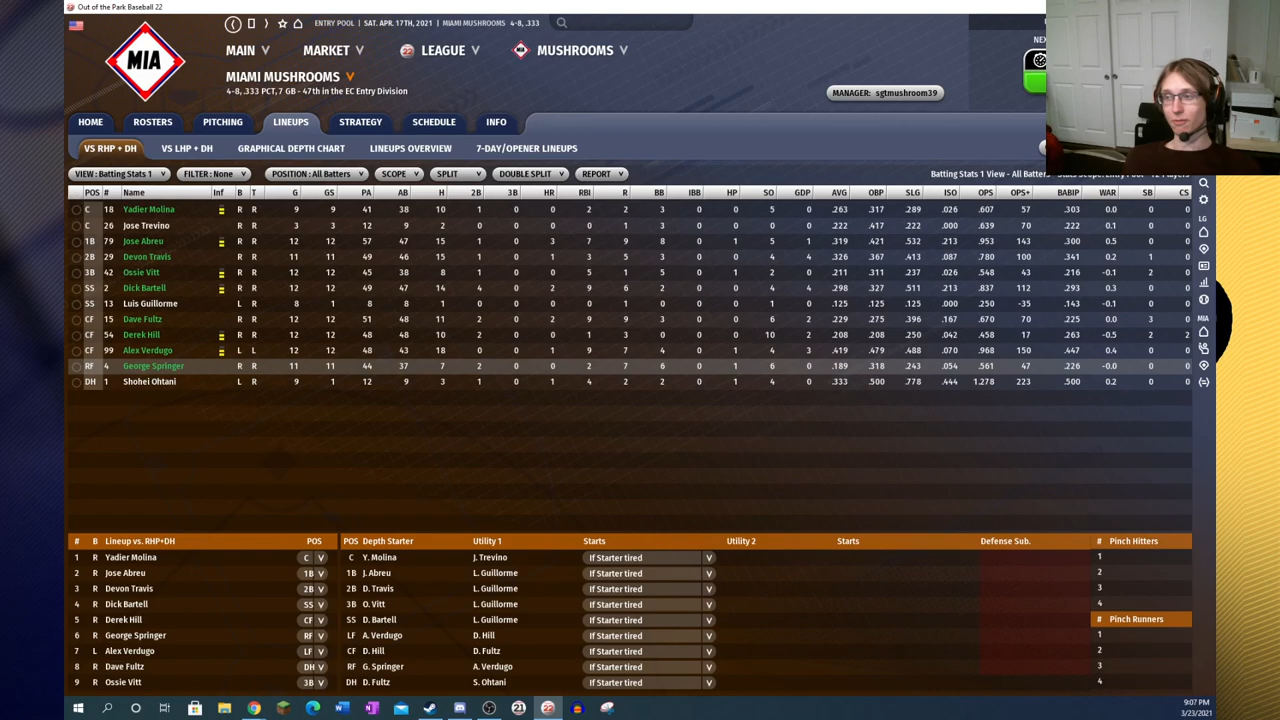 Out of the Park Baseball 22
ENTRY POOL | SAT. APR. 17TH, 2021 | MIAMI MUSHROOMS 4-8, .333
MIA
MAIN MARKET LEAGUE MUSHROOMS
MIAMI MUSHROOMS
4-8, .333 PCT, 7 GB - 47th in the EC Entry Division
MANAGER: sgtmushroom39
HOME ROSTERS PITCHING LINEUPS STRATEGY SCHEDULE INFO
VS RHP + DH VS LHP + DH GRAPHICAL DEPTH CHART LINEUPS OVERVIEW 7-DAY/OPENER LINEUPS
VIEW : Batting Stats 1 FILTER : None POSITION : All Batters SCOPE SPLIT DOUBLE SPLIT REPORT
POS # Name Inf B T G GS PA AB H 2B 3B HR RBI R BB IBB HP SO GDP AVG OBP SLG ISO OPS OPS+ BABIP WAR SB CS
C 18 Yadier Molina R R 9 9 41 38 10 1 0 0 2 2 3 0 0 5 0 .263 .317 .289 .026 .607 57 .303 0.0 0 0
C 26 Jose Trevino R R 3 3 12 9 2 0 0 0 0 1 3 0 0 0 0 .222 .417 .222 .000 .639 70 .222 0.1 0 0
1B 79 Jose Abreu R R 12 12 57 47 15 1 0 3 7 9 8 0 1 5 1 .319 .421 .532 .213 .953 143 .300 0.5 0 0
2B 29 Devon Travis R R 11 11 49 46 15 1 0 1 3 5 3 0 0 4 4 .326 .367 .413 .087 .780 100 .341 0.2 1 0
3B 42 Ossie Vitt R R 12 12 45 38 8 1 0 0 5 1 5 0 1 2 0 .211 .311 .237 .026 .548 43 .216 -0.1 2 0
SS 2 Dick Bartell R R 12 12 49 47 14 4 0 2 9 6 2 0 0 4 4 .298 .327 .511 .213 .837 112 .293 0.3 0 0
SS 13 Luis Guillorme L R 8 1 8 8 1 0 0 0 0 1 0 0 0 1 0 .125 .125 .125 .000 .250 -35 .143 -0.1 0 0
CF 15 Dave Fultz R R 12 12 51 48 11 2 0 2 9 9 3 0 0 6 2 .229 .275 .396 .167 .670 70 .225 0.0 3 0
CF 54 Derek Hill R R 12 12 48 48 10 2 0 0 1 3 0 0 0 10 2 .208 .208 .250 .042 .458 17 .263 -0.5 2 2
CF 99 Alex Verdugo L L 12 12 48 43 18 0 0 1 9 7 4 0 1 4 3 .419 .479 .488 .070 .968 150 .447 0.4 0 0
RF 4 George Springer R R 11 11 44 37 7 2 0 0 2 7 6 0 1 6 0 .189 .318 .243 .054 .561 47 .226 -0.0 0 0
DH 1 Shohei Ohtani L R 9 1 12 9 3 1 0 1 4 2 2 0 1 4 0 .333 .500 .778 .444 1.278 223 .500 0.2 0 0
# B Lineup vs. RHP+DH POS POS Depth Starter Utility 1 Starts Utility 2 Starts Defense Sub. # Pinch Hitters
1 R Yadier Molina C C Y. Molina J. Trevino If Starter tired 1
2 R Jose Abreu 1B 1B J. Abreu L. Guillorme If Starter tired 2
3 R Devon Travis 2B 2B D. Travis L. Guillorme If Starter tired 3
4 R Dick Bartell SS 3B O. Vitt L. Guillorme If Starter tired 4
5 R Derek Hill CF SS D. Bartell L. Guillorme If Starter tired # Pinch Runners
6 R George Springer RF LF A. Verdugo D. Hill If Starter tired 1
7 L Alex Verdugo LF CF D. Hill D. Fultz If Starter tired 2
8 R Dave Fultz DH RF G. Springer A. Verdugo If Starter tired 3
9 R Ossie Vitt 3B DH D. Fultz S. Ohtani If Starter tired 4
LG
MIA
9:07 PM
3/23/2021